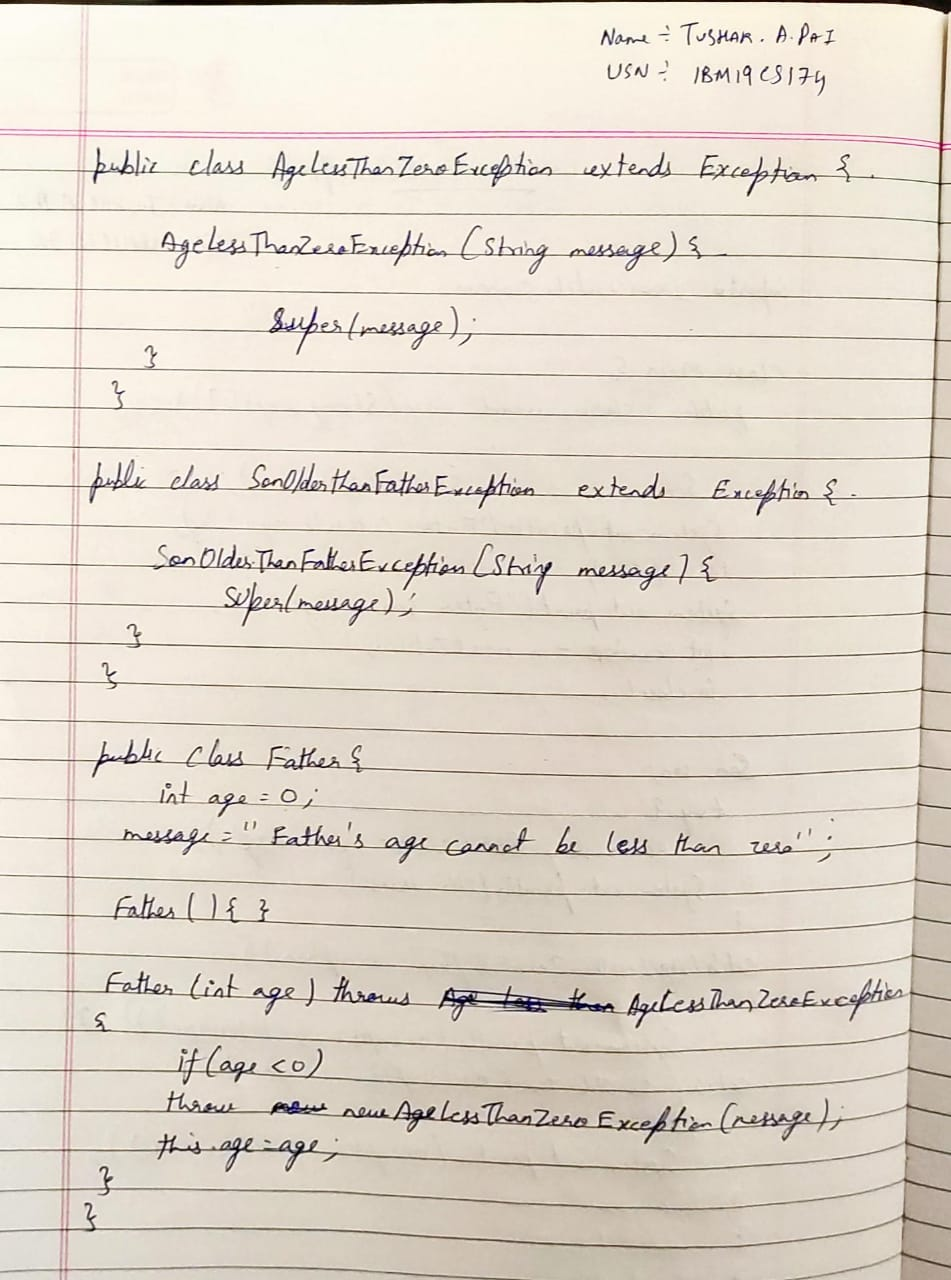 Name :- TUSHAR. A. PAI
USN :- 1BM19CS174
public class AgeLessThanZeroException extends Exception {
AgeLessThanZeroException (String message) {
Super(message);
}
}
public class SonOlderthanFatherException extends Exception {
SonOlderThanFatherException (String message) {
super(message);
}
}
public class Father {
int age = 0;
message = " Father's age cannot be less than zero";
Father () { }
Father (int age) throws AgeLessThanZeroException
{
if (age < 0)
throw new AgeLessThanZeroException (message);
this.age = age;
}
}